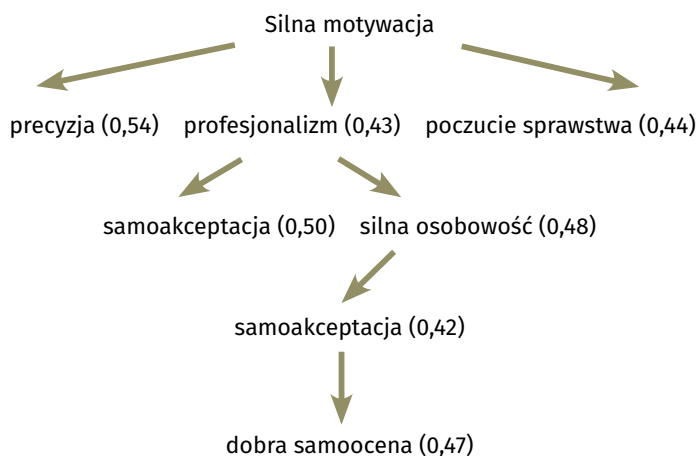 Silna motywacja
precyzja (0,54) profesjonalizm (0,43) poczucie sprawstwa (0,44)
samoakceptacja (0,50) silna osobowość (0,48)
samoakceptacja (0,42)
dobra samoocena (0,47)